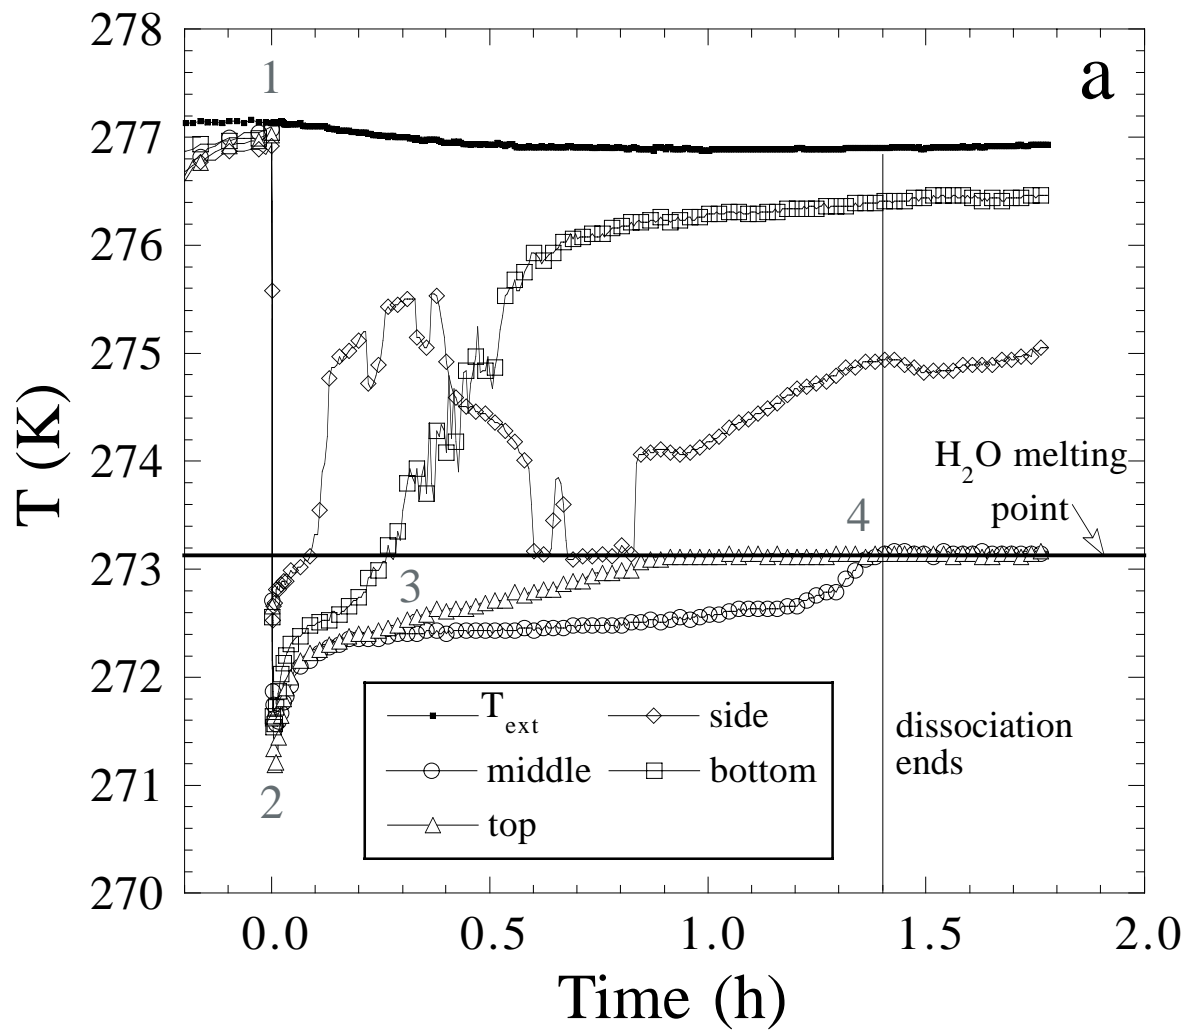 a
278
277
276
275
274
273
272
271
270
T (K)
1
2
3
4
H2O melting
point
Text
side
middle
bottom
top
dissociation
ends
0.0
0.5
1.0
1.5
2.0
Time (h)